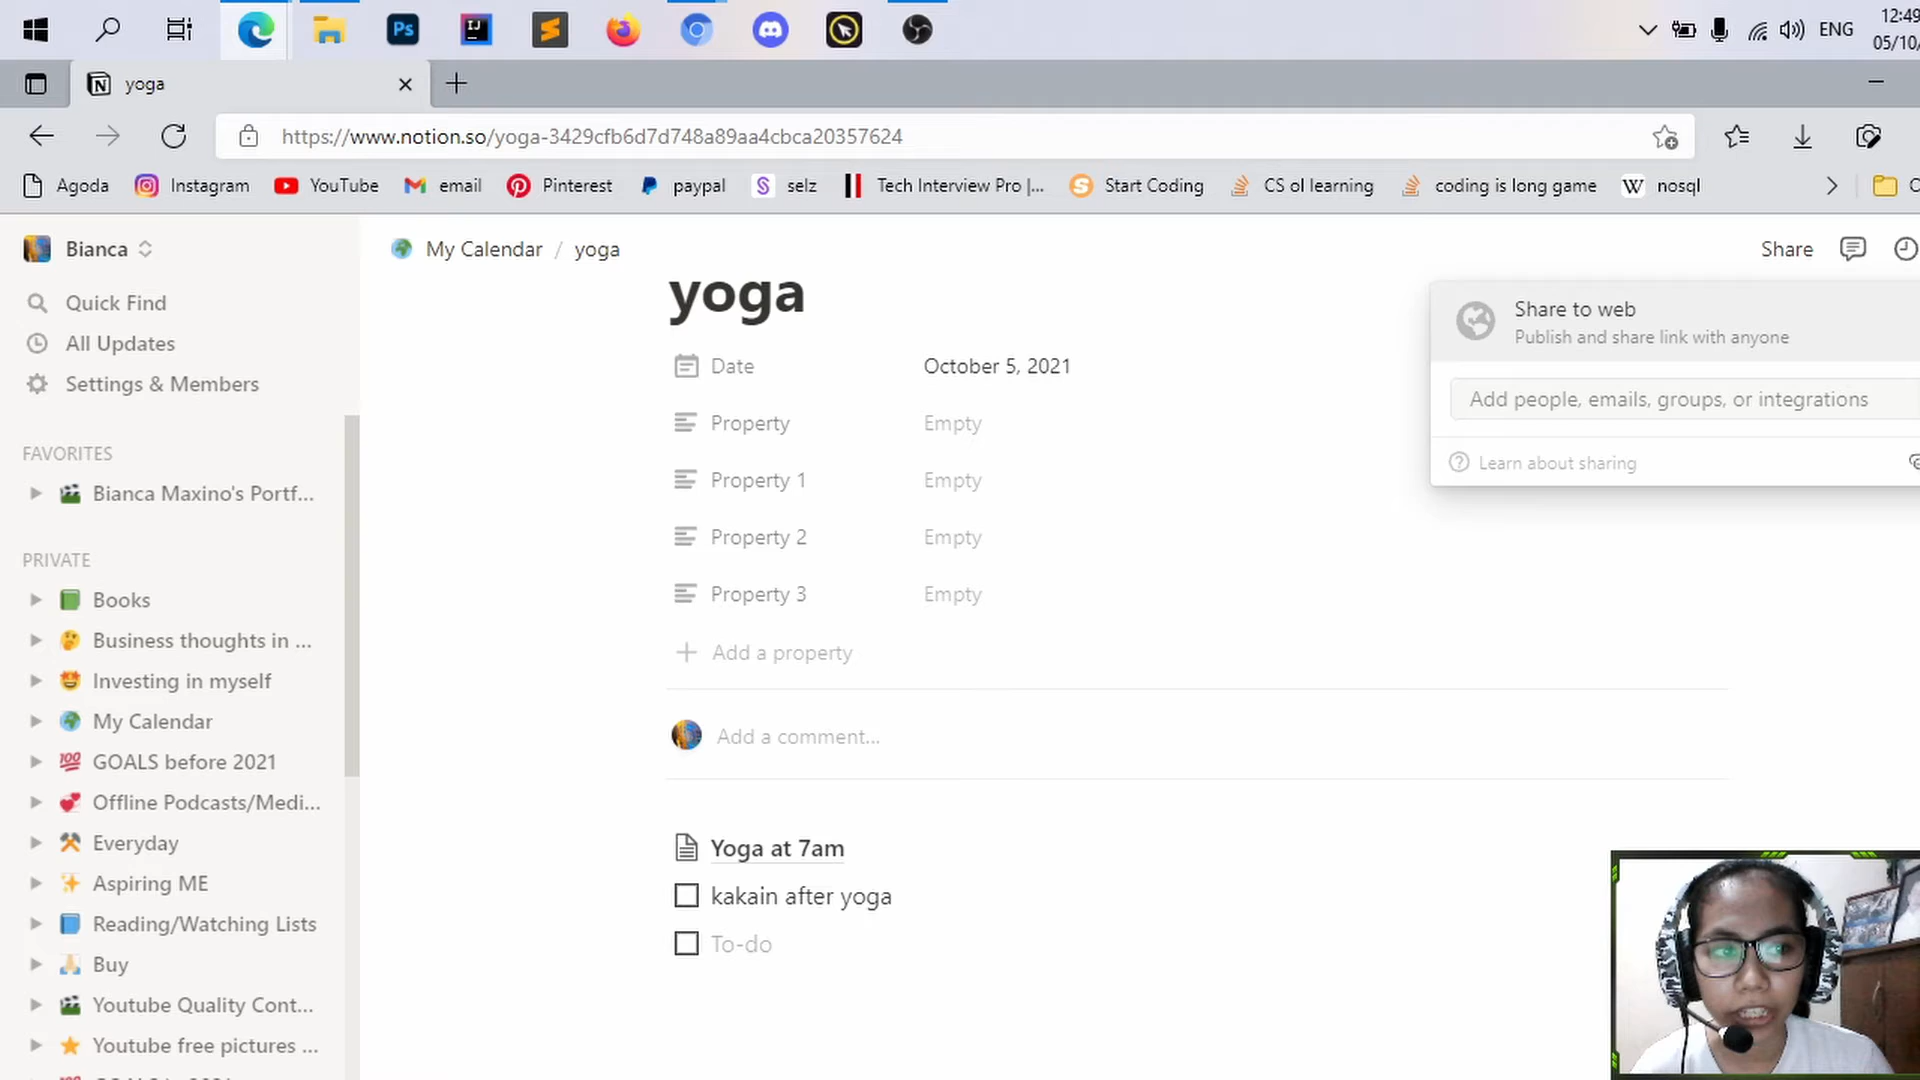 Ps
IJ
ENG
12:49
05/10/
yoga
https://www.notion.so/yoga-3429cfb6d7d748a89aa4cbca20357624
Agoda
Instagram
YouTube
email
Pinterest
paypal
selz
Tech Interview Pro |...
Start Coding
CS ol learning
coding is long game
W
nosql
O
Bianca
My Calendar / yoga
Share
Quick Find
All Updates
Settings & Members
yoga
Share to web
Publish and share link with anyone
Add people, emails, groups, or integrations
Learn about sharing
Date
October 5, 2021
Property
Empty
Property 1
Empty
Property 2
Empty
Property 3
Empty
Add a property
Add a comment...
Yoga at 7am
kakain after yoga
To-do
FAVORITES
Bianca Maxino's Portf...
PRIVATE
Books
Business thoughts in ...
Investing in myself
My Calendar
GOALS before 2021
Offline Podcasts/Medi...
Everyday
Aspiring ME
Reading/Watching Lists
Buy
Youtube Quality Cont...
Youtube free pictures ...